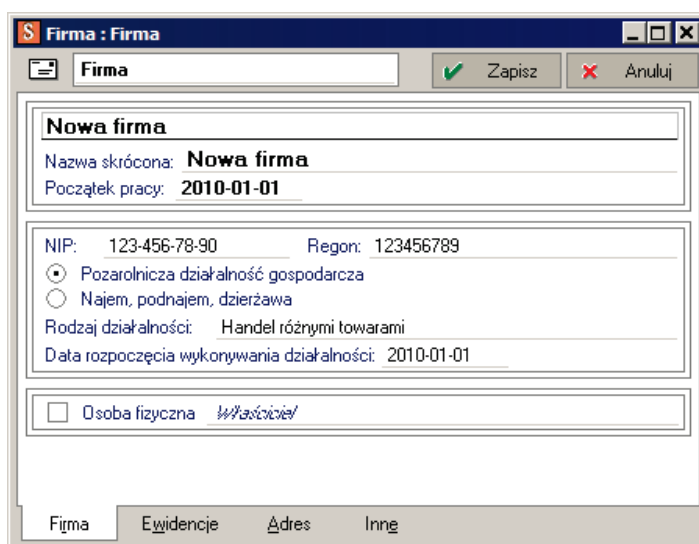 S Firma : Firma
Firma Zapisz Anuluj
Nowa firma
Nazwa skrócona: Nowa firma
Początek pracy: 2010-01-01
NIP: 123-456-78-90 Regon: 123456789
Pozarolnicza działalność gospodarcza
Najem, podnajem, dzierżawa
Rodzaj działalności: Handel różnymi towarami
Data rozpoczęcia wykonywania działalności: 2010-01-01
Osoba fizyczna Właściciel
Firma Ewidencje Adres Inne